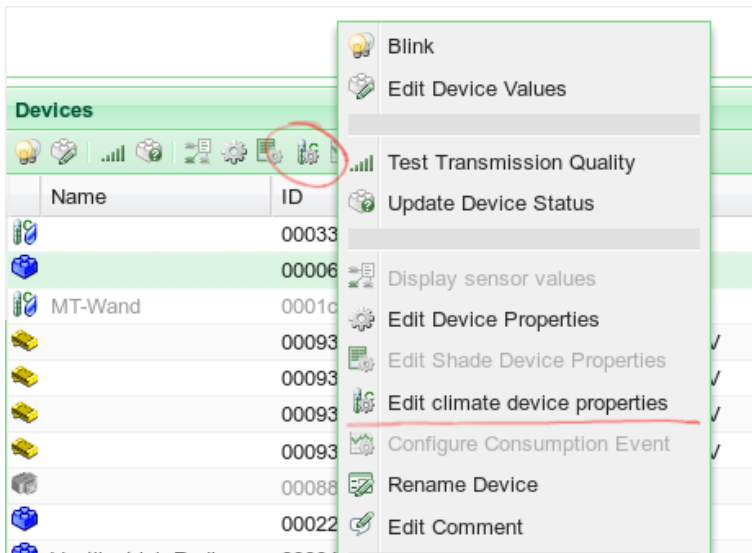 Blink
Edit Device Values
Devices
Test Transmission Quality
Name ID
Update Device Status
00033
00006
Display sensor values
MT-Wand 0001c
Edit Device Properties
00093
Edit Shade Device Properties
00093
Edit climate device properties
00093
Configure Consumption Event
00093
Rename Device
00088
Edit Comment
00022